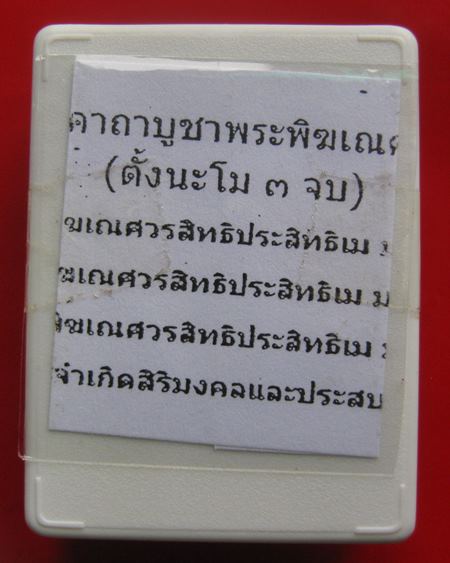 คาถาบูชาพระพิฆเณศ
(ตั้งนะโม ๓ จบ)
ฆเณศวรสิทธิประสิทธิเม
ฆเณศวรสิทธิประสิทธิเม ม
ฆเณศวรสิทธิประสิทธิเม
จำเกิดสิริมงคลและประสบ